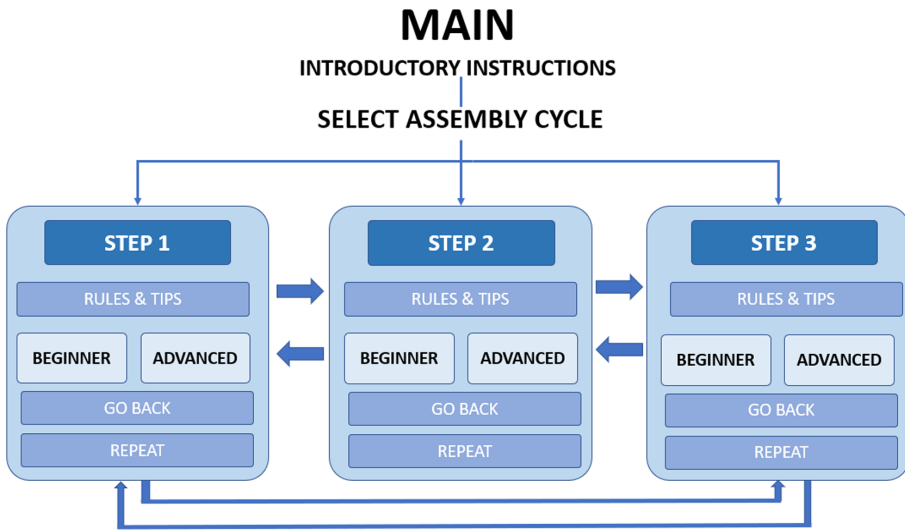 MAIN
INTRODUCTORY INSTRUCTIONS
SELECT ASSEMBLY CYCLE
STEP 1
RULES & TIPS
BEGINNER
ADVANCED
GO BACK
REPEAT
STEP 2
RULES & TIPS
BEGINNER
ADVANCED
GO BACK
REPEAT
STEP 3
RULES & TIPS
BEGINNER
ADVANCED
GO BACK
REPEAT